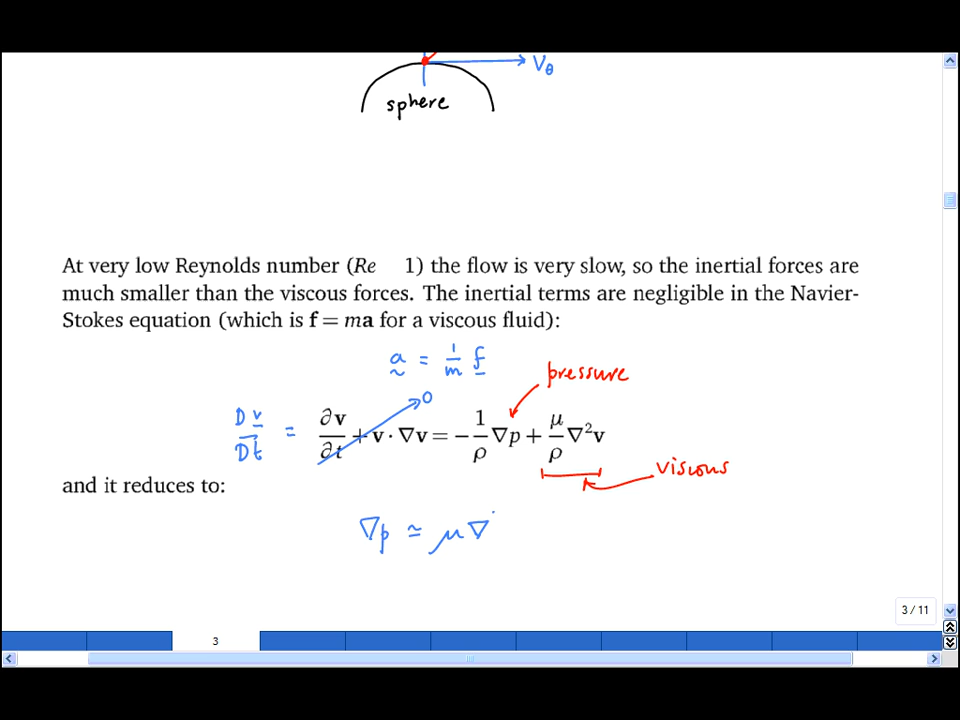 V_θ
sphere
At very low Reynolds number (Re 1) the flow is very slow, so the inertial forces are
much smaller than the viscous forces. The inertial terms are negligible in the Navier-
Stokes equation (which is f = ma for a viscous fluid):
a = 1/m f
pressure
0
Dv/Dt = ∂v/∂t + v · ∇v = −1/ρ ∇p + μ/ρ ∇²v
viscous
and it reduces to:
∇p ≃ μ∇
3 / 11
3